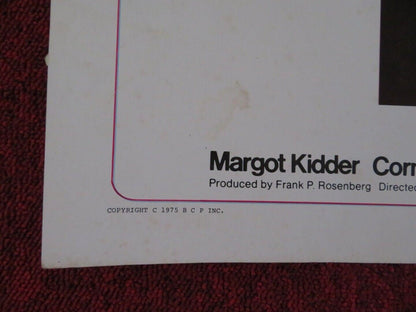 Margot Kidder Corn
Produced by Frank P. Rosenberg Directed
COPYRIGHT C 1975 B C P INC.